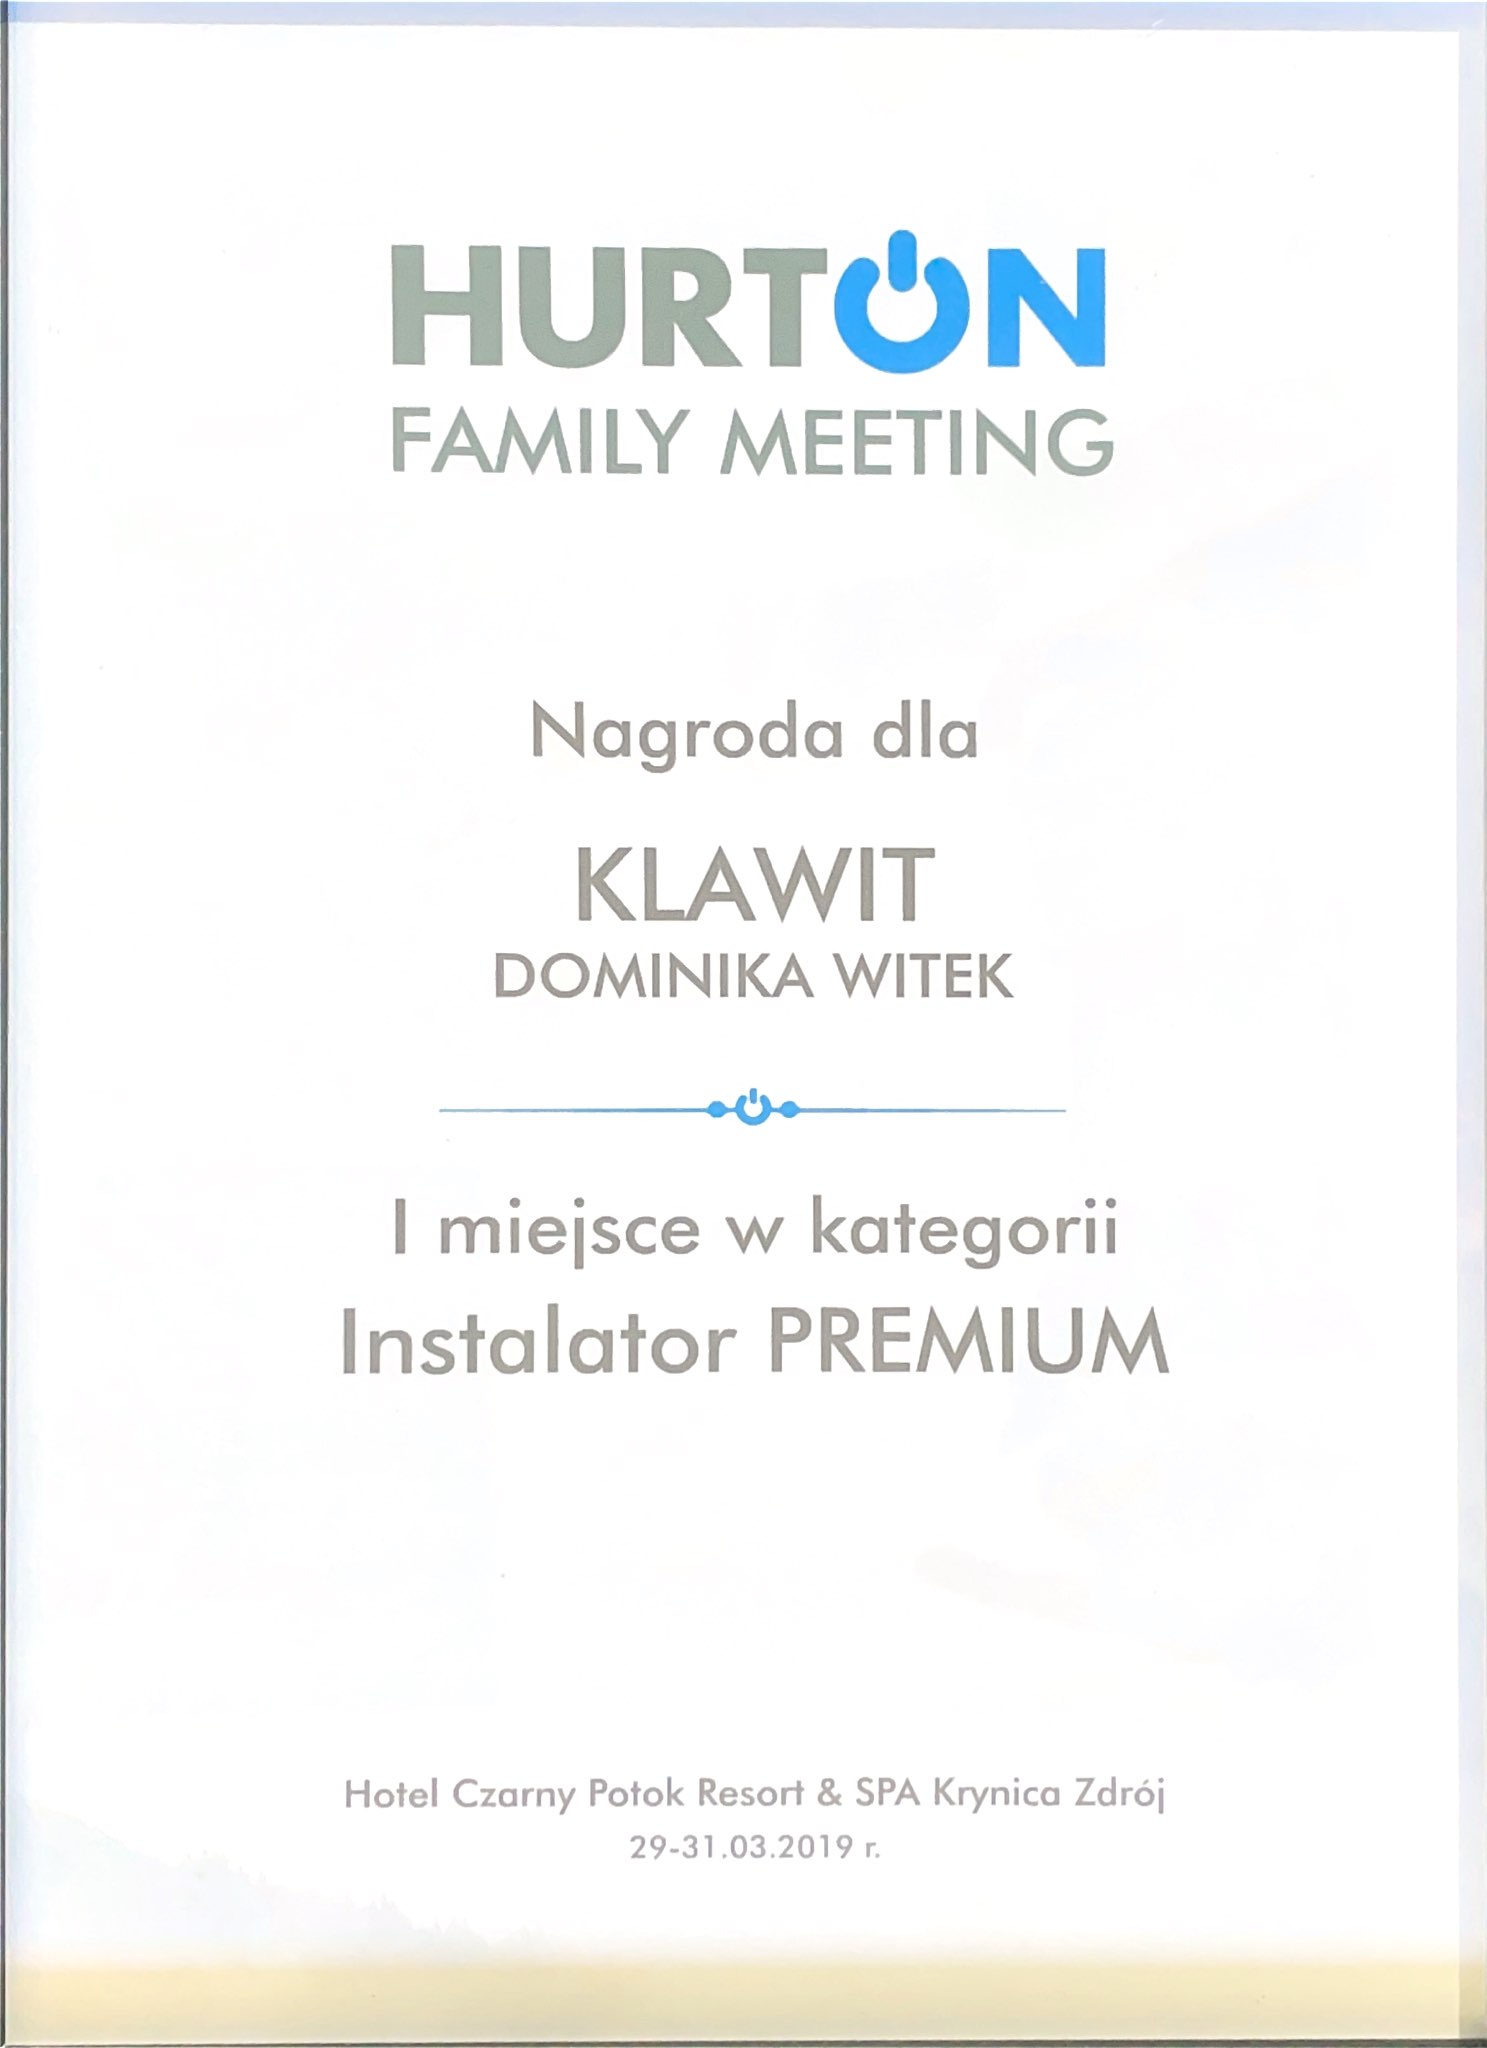 HURTON
FAMILY MEETING
Nagroda dla
KLAWIT
DOMINIKA WITEK
I miejsce w kategorii
Instalator PREMIUM
Hotel Czarny Potok Resort & SPA Krynica Zdrój
29-31.03.2019 r.